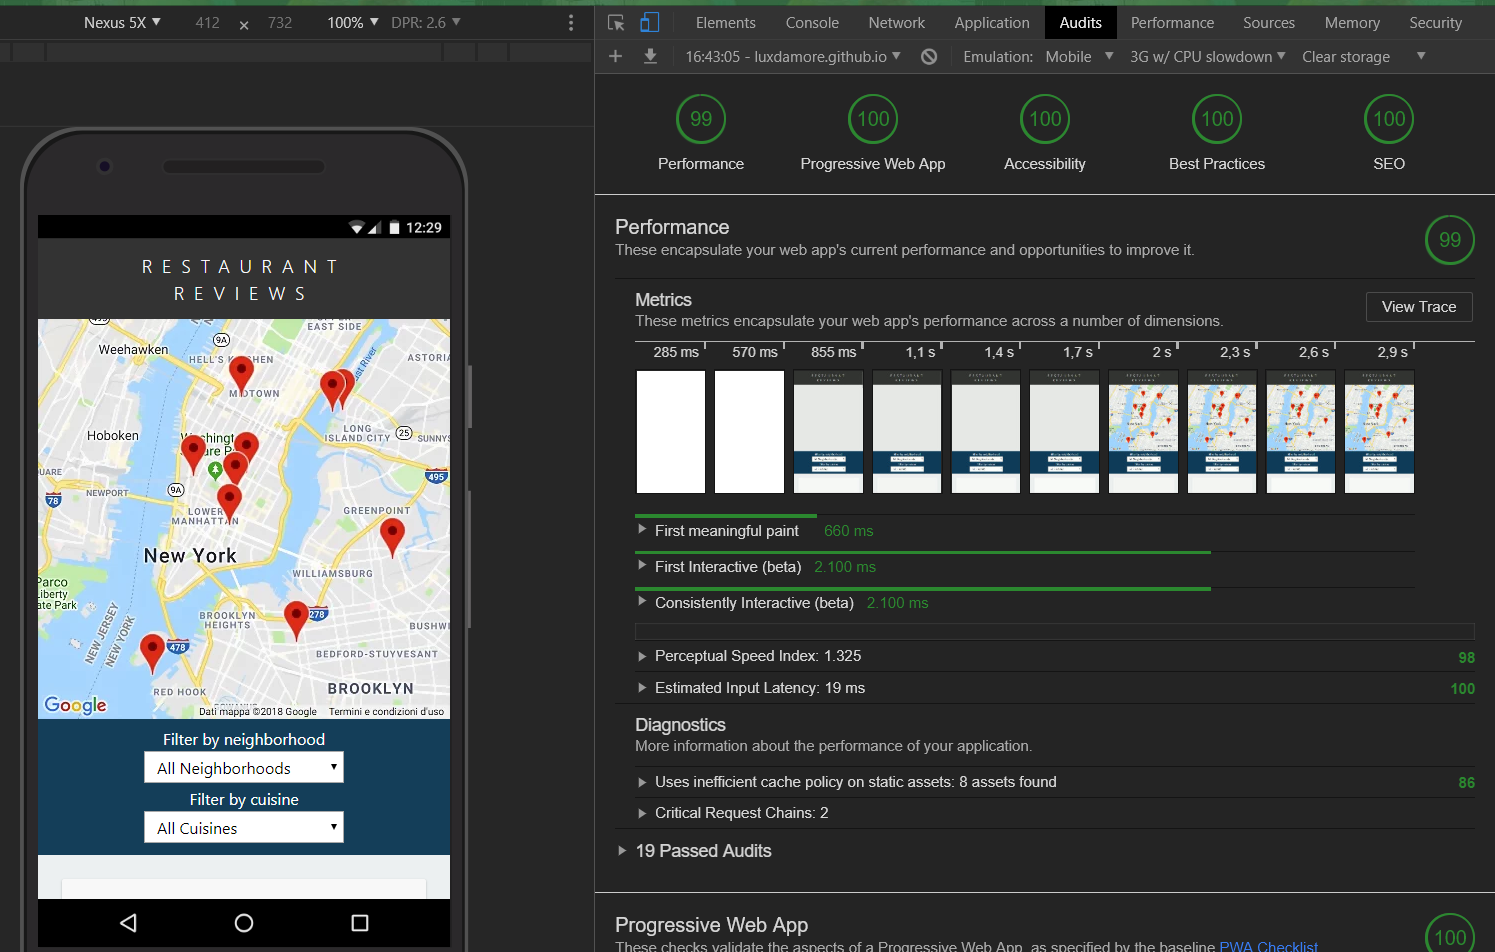 Nexus 5X 412 × 732 100% DPR: 2.6
Elements Console Network Application Audits Performance Sources Memory Security
16:43:05 - luxdamore.github.io Emulation: Mobile 3G w/ CPU slowdown Clear storage
99 100 100 100 100
Performance Progressive Web App Accessibility Best Practices SEO
12:29
RESTAURANT
REVIEWS
EAST SIDE
Weehawken
9A
HELL'S KITCHEN
ASTORIA
MIDTOWN
Hoboken
LONG
ISLAND CITY
25
SUNNYS
495
UARE
78
NEWPORT
9A
LOWER
MANHATTAN
GREENPOINT
New York
WILLIAMSBURG
Parco
Liberty
ate Park
NEW JERSEY
NEW YORK
BROOKLYN
HEIGHTS
278
BUSHW
478
BEDFORD-STUYVESANT
RED HOOK
BROOKLYN
Google
Dati mappa ©2018 Google Termini e condizioni d'uso
Filter by neighborhood
All Neighborhoods
Filter by cuisine
All Cuisines
Performance
These encapsulate your web app's current performance and opportunities to improve it.
99
Metrics
These metrics encapsulate your web app's performance across a number of dimensions.
View Trace
285 ms 570 ms 855 ms 1,1 s 1,4 s 1,7 s 2 s 2,3 s 2,6 s 2,9 s
First meaningful paint 660 ms
First Interactive (beta) 2.100 ms
Consistently Interactive (beta) 2.100 ms
Perceptual Speed Index: 1.325 98
Estimated Input Latency: 19 ms 100
Diagnostics
More information about the performance of your application.
Uses inefficient cache policy on static assets: 8 assets found 86
Critical Request Chains: 2
19 Passed Audits
Progressive Web App
These checks validate the aspects of a Progressive Web App, as specified by the baseline PWA Checklist
100